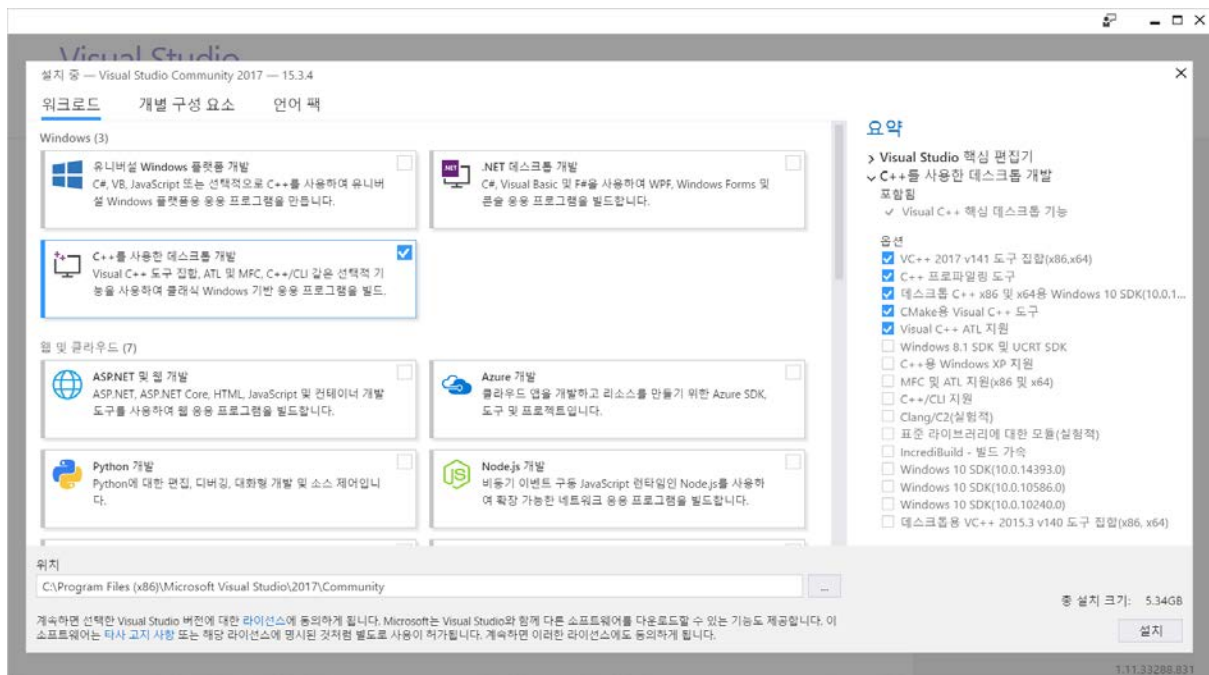 Visual Studio
설치 중 — Visual Studio Community 2017 — 15.3.4
워크로드 개별 구성 요소 언어 팩
Windows (3)
유니버설 Windows 플랫폼 개발
C#, VB, JavaScript 또는 선택적으로 C++를 사용하여 유니버
설 Windows 플랫폼용 응용 프로그램을 만듭니다.
.NET
.NET 데스크톱 개발
C#, Visual Basic 및 F#을 사용하여 WPF, Windows Forms 및
콘솔 응용 프로그램을 빌드합니다.
C++를 사용한 데스크톱 개발
Visual C++ 도구 집합, ATL 및 MFC, C++/CLI 같은 선택적 기
능을 사용하여 클래식 Windows 기반 응용 프로그램을 빌드.
웹 및 클라우드 (7)
ASP.NET 및 웹 개발
ASP.NET, ASP.NET Core, HTML, JavaScript 및 컨테이너 개발
도구를 사용하여 웹 응용 프로그램을 빌드합니다.
Azure 개발
클라우드 앱을 개발하고 리소스를 만들기 위한 Azure SDK,
도구 및 프로젝트입니다.
Python 개발
Python에 대한 편집, 디버깅, 대화형 개발 및 소스 제어입니
다.
JS
Node.js 개발
비동기 이벤트 구동 JavaScript 런타임인 Node.js를 사용하
여 확장 가능한 네트워크 응용 프로그램을 빌드합니다.
요약
Visual Studio 핵심 편집기
C++를 사용한 데스크톱 개발
포함됨
Visual C++ 핵심 데스크톱 기능
옵션
VC++ 2017 v141 도구 집합(x86,x64)
C++ 프로파일링 도구
데스크톱 C++ x86 및 x64용 Windows 10 SDK(10.0.1...
CMake용 Visual C++ 도구
Visual C++ ATL 지원
Windows 8.1 SDK 및 UCRT SDK
C++용 Windows XP 지원
MFC 및 ATL 지원(x86 및 x64)
C++/CLI 지원
Clang/C2(실험적)
표준 라이브러리에 대한 모듈(실험적)
IncrediBuild - 빌드 가속
Windows 10 SDK(10.0.14393.0)
Windows 10 SDK(10.0.10586.0)
Windows 10 SDK(10.0.10240.0)
데스크톱용 VC++ 2015.3 v140 도구 집합(x86, x64)
위치
C:\Program Files (x86)\Microsoft Visual Studio\2017\Community
...
계속하면 선택한 Visual Studio 버전에 대한 라이선스에 동의하게 됩니다. Microsoft는 Visual Studio와 함께 다른 소프트웨어를 다운로드할 수 있는 기능도 제공합니다. 이
소프트웨어는 타사 고지 사항 또는 해당 라이선스에 명시된 것처럼 별도로 사용이 허가됩니다. 계속하면 이러한 라이선스에도 동의하게 됩니다.
총 설치 크기: 5.34GB
설치
1.11.33288.831